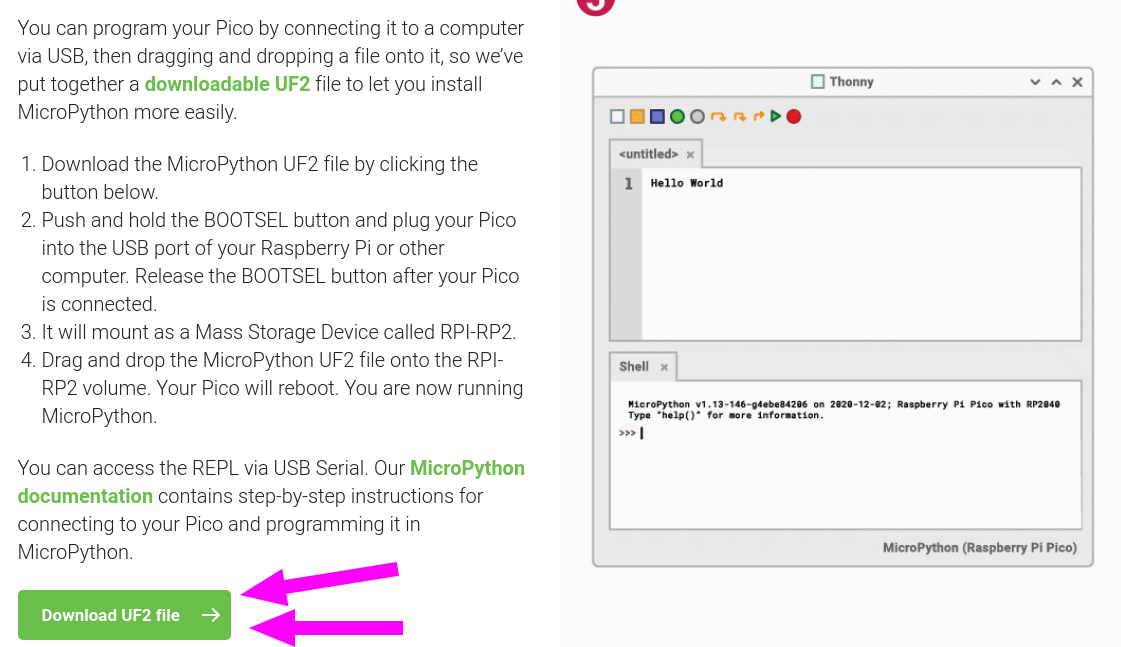 You can program your Pico by connecting it to a computer
via USB, then dragging and dropping a file onto it, so we’ve
put together a downloadable UF2 file to let you install
MicroPython more easily.
1. Download the MicroPython UF2 file by clicking the
button below.
2. Push and hold the BOOTSEL button and plug your Pico
into the USB port of your Raspberry Pi or other
computer. Release the BOOTSEL button after your Pico
is connected.
3. It will mount as a Mass Storage Device called RPI-RP2.
4. Drag and drop the MicroPython UF2 file onto the RPI-
RP2 volume. Your Pico will reboot. You are now running
MicroPython.
You can access the REPL via USB Serial. Our MicroPython
documentation contains step-by-step instructions for
connecting to your Pico and programming it in
MicroPython.
Download UF2 file
Thonny
<untitled>
1 Hello World
Shell
MicroPython v1.13-146-g4ebe84206 on 2020-12-02; Raspberry Pi Pico with RP2040
Type "help()" for more information.
>>>
MicroPython (Raspberry Pi Pico)